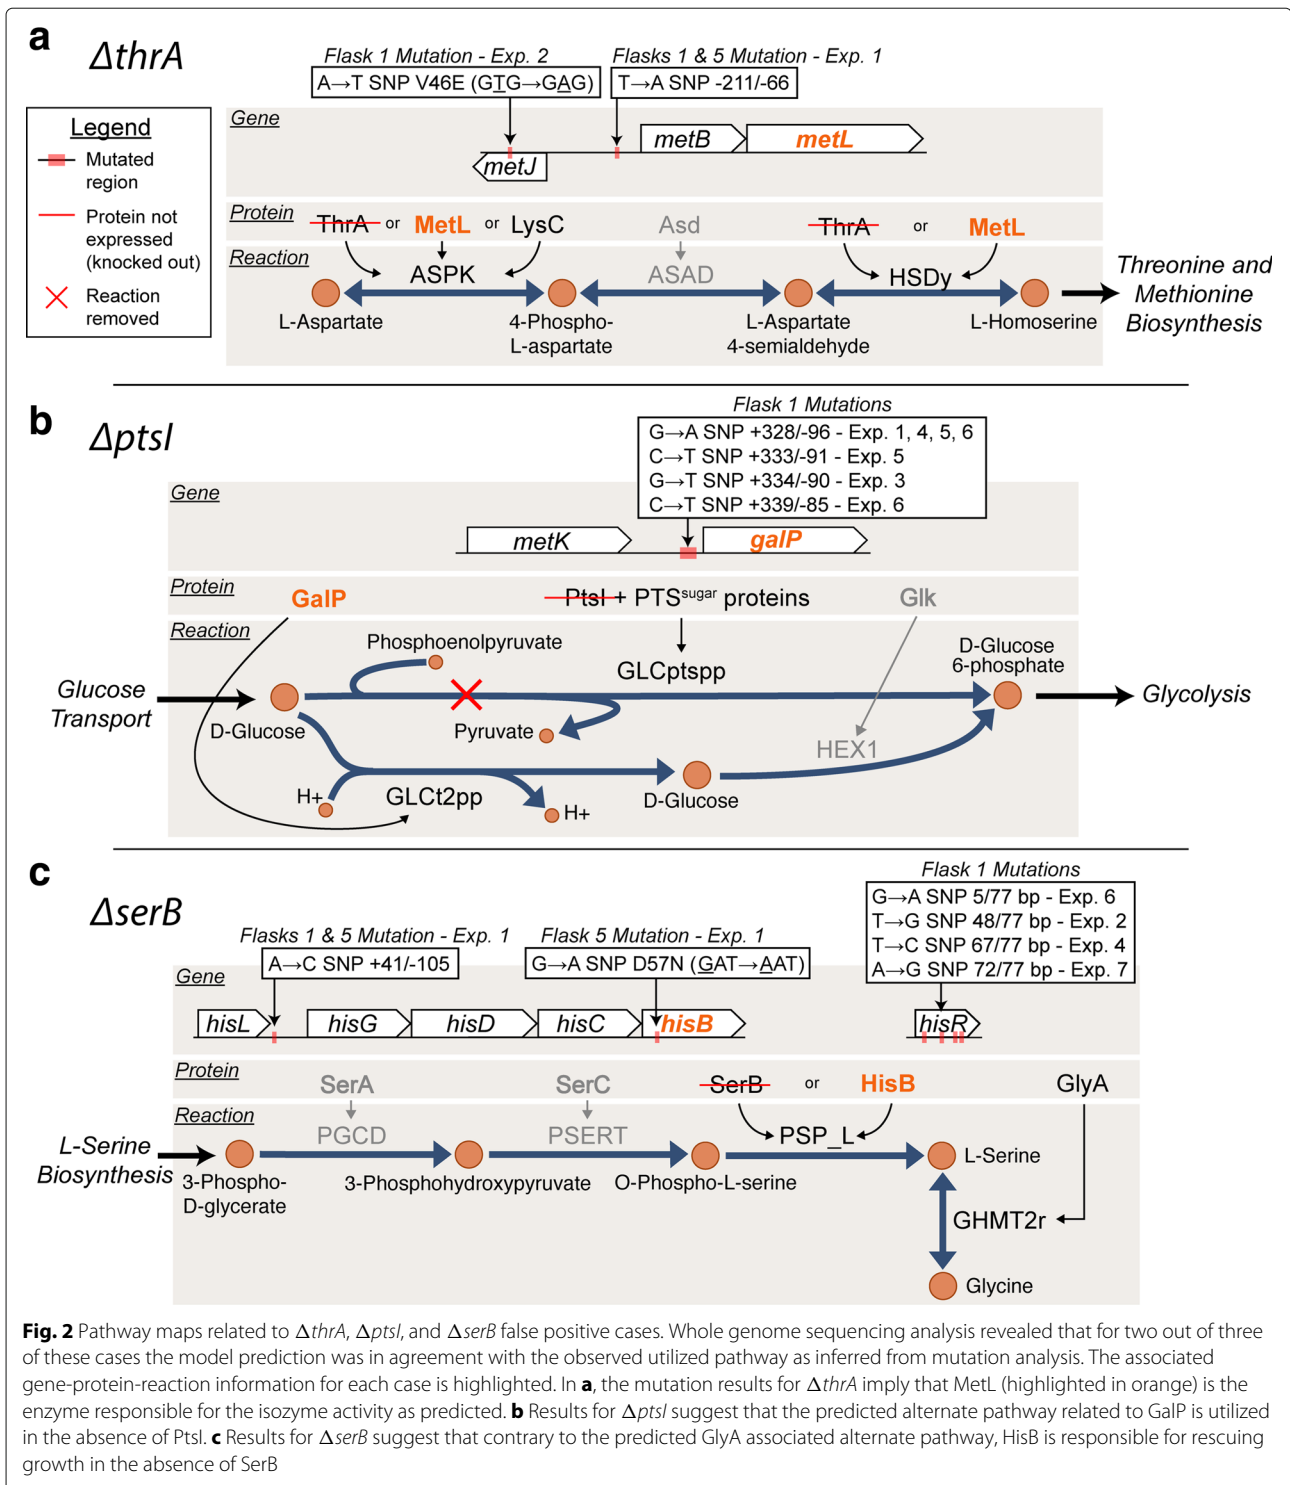 a
ΔthrA
Flask 1 Mutation - Exp. 2
A→T SNP V46E (GTG→GAG)
Flasks 1 & 5 Mutation - Exp. 1
T→A SNP -211/-66
Legend
Mutated
region
Protein not
expressed
(knocked out)
Reaction
removed
Gene
metB
metL
metJ
Protein
ThrA or MetL or LysC
Asd
ThrA or MetL
Reaction
ASPK
ASAD
HSDy
L-Aspartate
4-Phospho-
L-aspartate
L-Aspartate
4-semialdehyde
L-Homoserine
Threonine and
Methionine
Biosynthesis
b
ΔptsI
Flask 1 Mutations
G→A SNP +328/-96 - Exp. 1, 4, 5, 6
C→T SNP +333/-91 - Exp. 5
G→T SNP +334/-90 - Exp. 3
C→T SNP +339/-85 - Exp. 6
Gene
metK
galP
Protein
GalP
PtsI + PTSsugar proteins
Glk
Reaction
Phosphoenolpyruvate
GLCptspp
D-Glucose
6-phosphate
Glucose
Transport
Glycolysis
D-Glucose
Pyruvate
HEX1
H+
GLCt2pp
H+
D-Glucose
c
ΔserB
Flask 1 Mutations
G→A SNP 5/77 bp - Exp. 6
T→G SNP 48/77 bp - Exp. 2
T→C SNP 67/77 bp - Exp. 4
A→G SNP 72/77 bp - Exp. 7
Flasks 1 & 5 Mutation - Exp. 1
A→C SNP +41/-105
Flask 5 Mutation - Exp. 1
G→A SNP D57N (GAT→AAT)
Gene
hisL
hisG
hisD
hisC
hisB
hisR
Protein
SerA
SerC
SerB or HisB
GlyA
Reaction
PGCD
PSERT
PSP_L
L-Serine
Biosynthesis
3-Phospho-
D-glycerate
3-Phosphohydroxypyruvate
O-Phospho-L-serine
L-Serine
GHMT2r
Glycine
Fig. 2 Pathway maps related to ΔthrA, ΔptsI, and ΔserB false positive cases. Whole genome sequencing analysis revealed that for two out of three
of these cases the model prediction was in agreement with the observed utilized pathway as inferred from mutation analysis. The associated
gene-protein-reaction information for each case is highlighted. In a, the mutation results for ΔthrA imply that MetL (highlighted in orange) is the
enzyme responsible for the isozyme activity as predicted. b Results for ΔptsI suggest that the predicted alternate pathway related to GalP is utilized
in the absence of PtsI. c Results for ΔserB suggest that contrary to the predicted GlyA associated alternate pathway, HisB is responsible for rescuing
growth in the absence of SerB